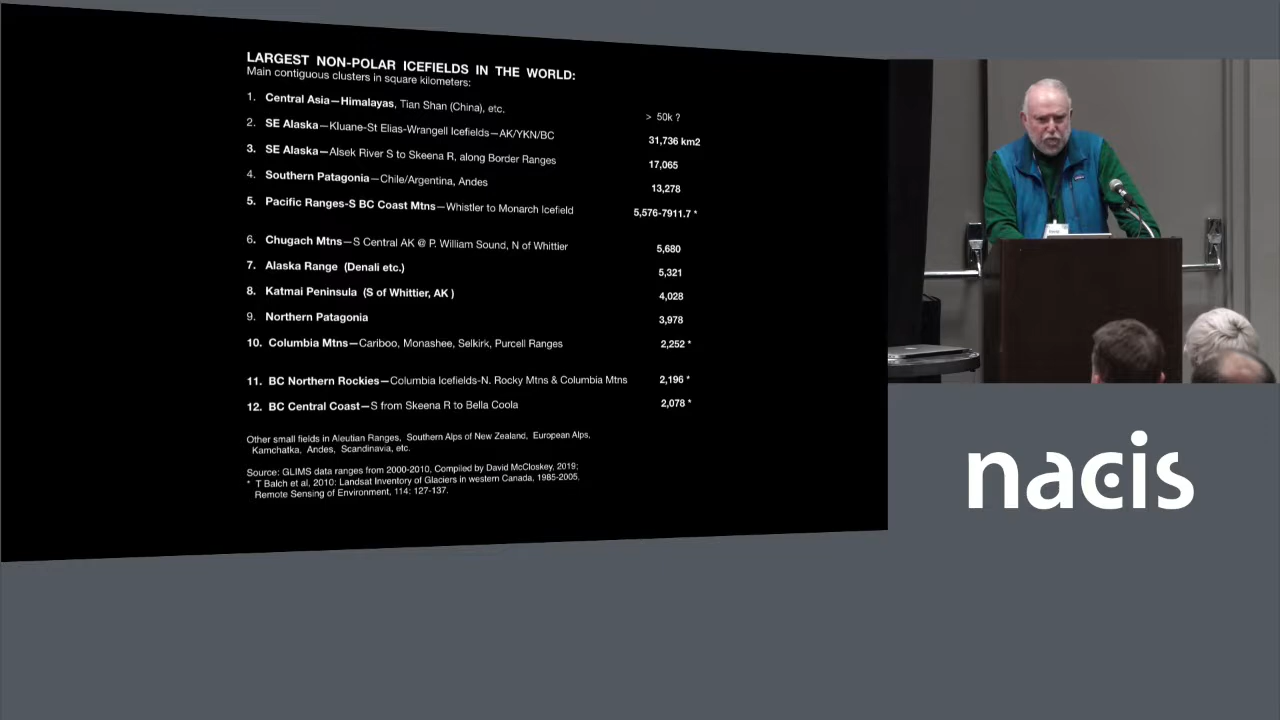 LARGEST NON-POLAR ICEFIELDS IN THE WORLD:
Main contiguous clusters in square kilometers:
1. Central Asia—Himalayas, Tian Shan (China), etc. > 50k ?
2. SE Alaska—Kluane-St Elias-Wrangell Icefields—AK/YKN/BC 31,736 km2
3. SE Alaska—Alsek River S to Skeena R, along Border Ranges 17,065
4. Southern Patagonia—Chile/Argentina, Andes 13,278
5. Pacific Ranges-S BC Coast Mtns—Whistler to Monarch Icefield 5,576-7911.7 *
6. Chugach Mtns—S Central AK @ P. William Sound, N of Whittier 5,680
7. Alaska Range (Denali etc.) 5,321
8. Katmai Peninsula (S of Whittier, AK ) 4,028
9. Northern Patagonia 3,978
10. Columbia Mtns—Cariboo, Monashee, Selkirk, Purcell Ranges 2,252 *
11. BC Northern Rockies—Columbia Icefields-N. Rocky Mtns & Columbia Mtns 2,196 *
12. BC Central Coast—S from Skeena R to Bella Coola 2,078 *
Other small fields in Aleutian Ranges, Southern Alps of New Zealand, European Alps,
Kamchatka, Andes, Scandinavia, etc.
Source: GLIMS data ranges from 2000-2010, Compiled by David McCloskey, 2019;
* T Balch et al, 2010: Landsat Inventory of Glaciers in western Canada, 1985-2005,
Remote Sensing of Environment, 114: 127-137.
nacis